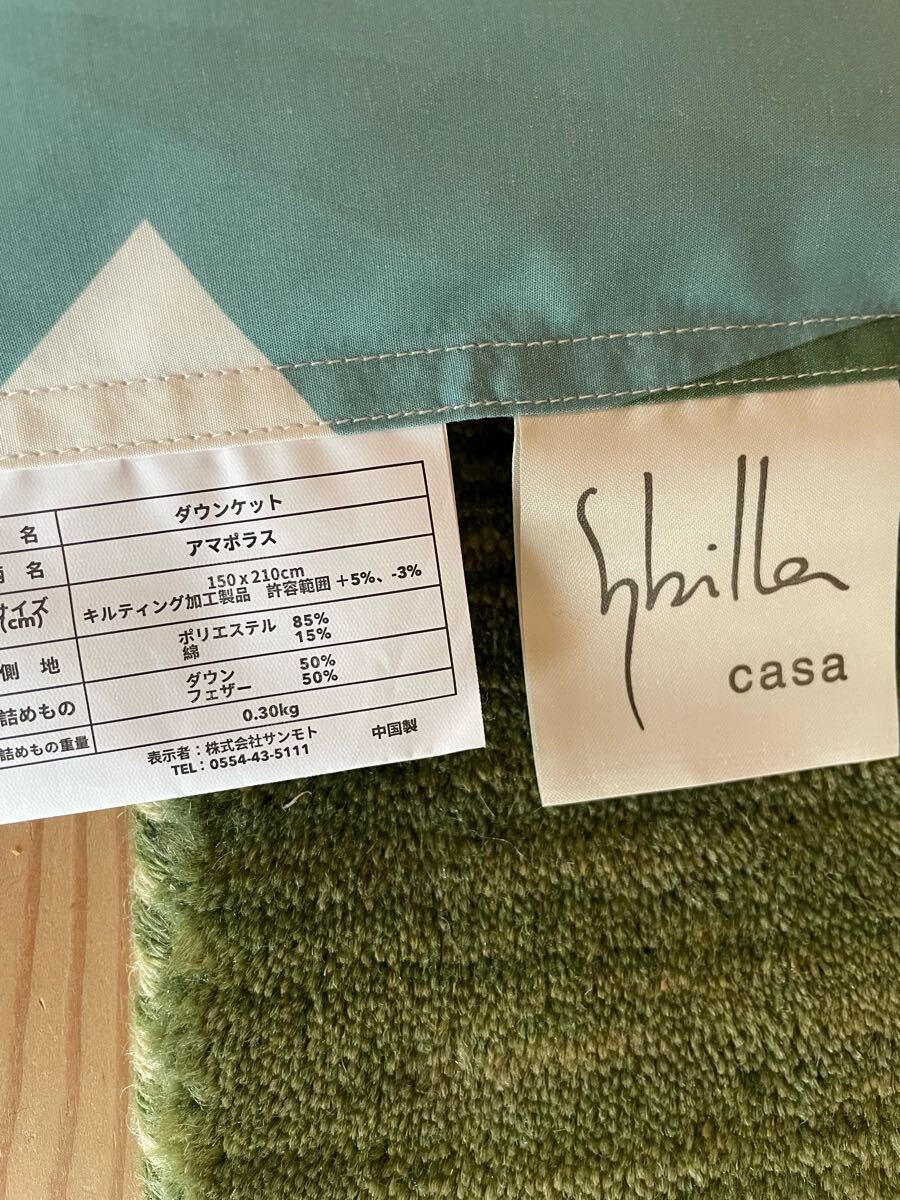 名 ダウンケット
柄 名 アマポラス
サイズ 150x210cm
(cm) キルティング加工製品 許容範囲+5%、-3%
側 地 ポリエステル 85%
綿 15%
詰めもの ダウン 50%
フェザー 50%
詰めもの重量 0.30kg
表示者:株式会社サンモト 中国製
TEL:0554-43-5111
Sybilla
casa